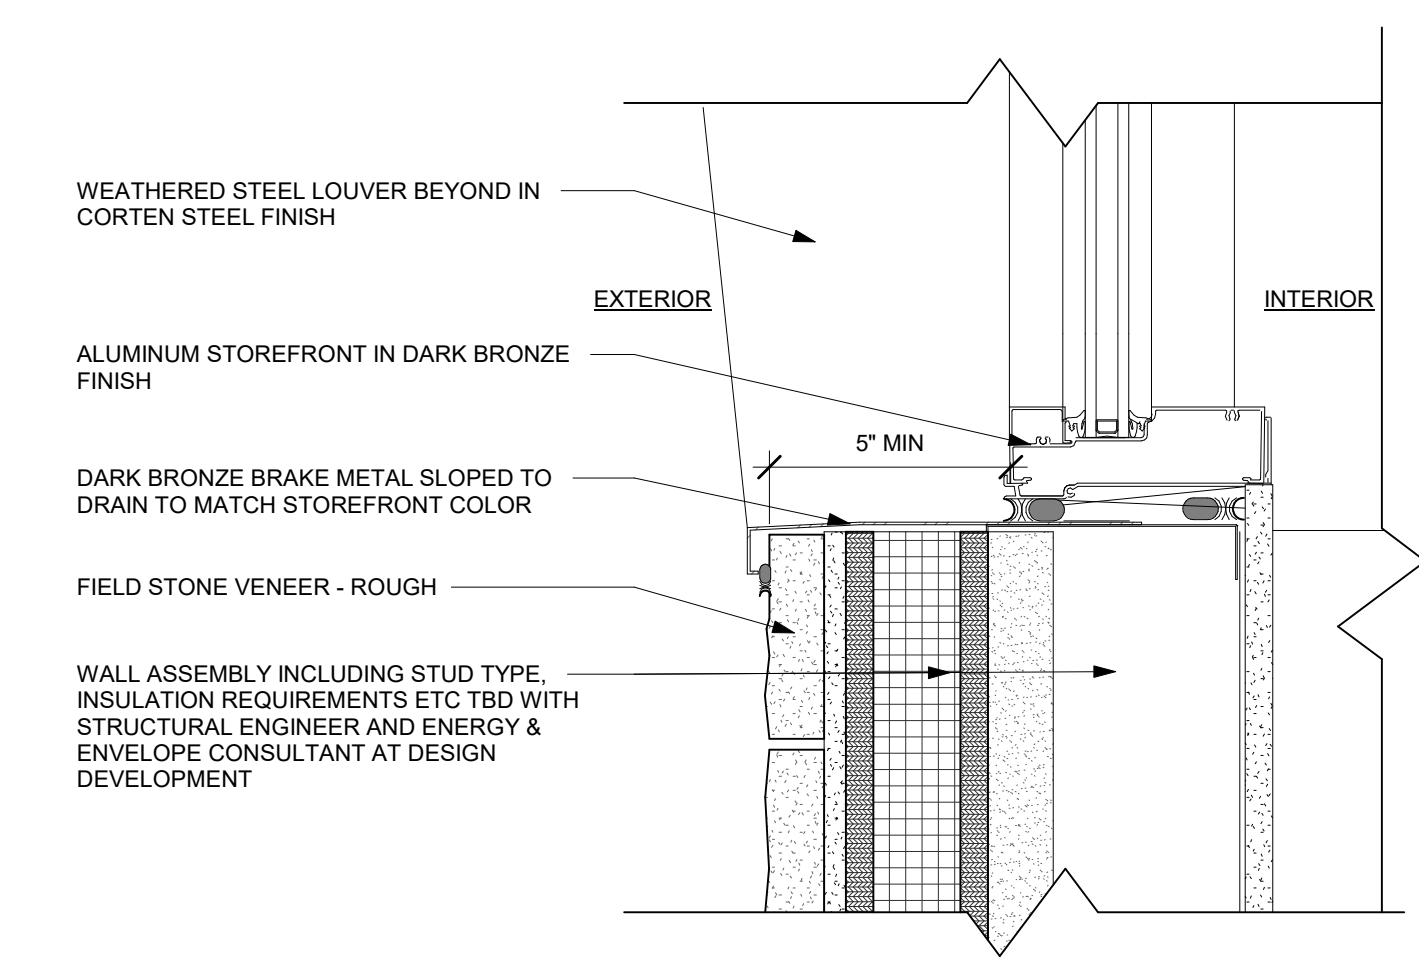 WEATHERED STEEL LOUVER BEYOND IN
CORTEN STEEL FINISH
EXTERIOR
INTERIOR
ALUMINUM STOREFRONT IN DARK BRONZE
FINISH
5" MIN
DARK BRONZE BRAKE METAL SLOPED TO
DRAIN TO MATCH STOREFRONT COLOR
FIELD STONE VENEER - ROUGH
WALL ASSEMBLY INCLUDING STUD TYPE,
INSULATION REQUIREMENTS ETC TBD WITH
STRUCTURAL ENGINEER AND ENERGY &
ENVELOPE CONSULTANT AT DESIGN
DEVELOPMENT